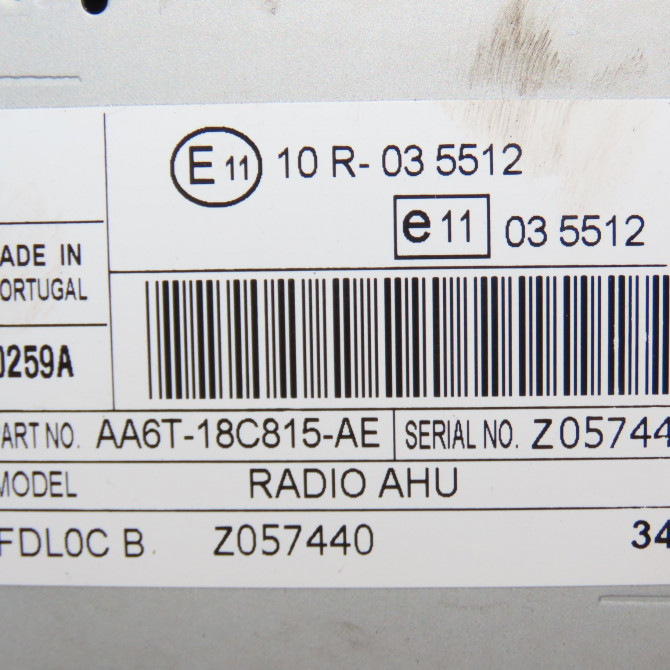 E 11 10 R- 03 5512
e 11 03 5512
ADE IN
ORTUGAL
0259A
ART NO. AA6T-18C815-AE SERIAL NO. Z05744
MODEL RADIO AHU
FDL0C B Z057440 34